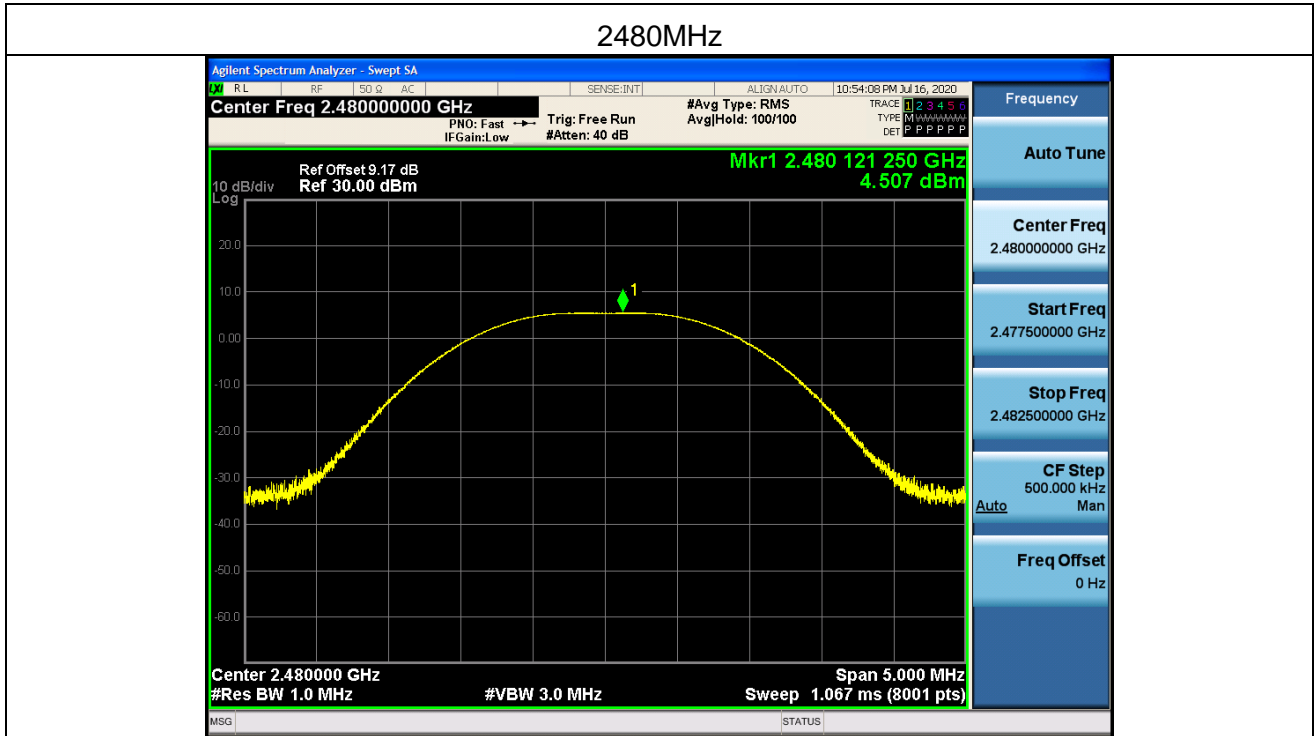 2480MHz
Agilent Spectrum Analyzer - Swept SA
LXI RL RF 50 Ω AC SENSE:INT ALIGN AUTO 10:54:08 PM Jul 16, 2020
Center Freq 2.480000000 GHz
PNO: Fast
IFGain:Low
Trig: Free Run
#Atten: 40 dB
#Avg Type: RMS
Avg|Hold: 100/100
TRACE 1 2 3 4 5 6
TYPE M WWWWW
DET P P P P P P
Ref Offset 9.17 dB
10 dB/div Ref 30.00 dBm
Log
Mkr1 2.480 121 250 GHz
4.507 dBm
1
20.0
10.0
0.00
-10.0
-20.0
-30.0
-40.0
-50.0
-60.0
Center 2.480000 GHz Span 5.000 MHz
#Res BW 1.0 MHz #VBW 3.0 MHz Sweep 1.067 ms (8001 pts)
MSG STATUS
Frequency
Auto Tune
Center Freq
2.480000000 GHz
Start Freq
2.477500000 GHz
Stop Freq
2.482500000 GHz
CF Step
500.000 kHz
Auto Man
Freq Offset
0 Hz